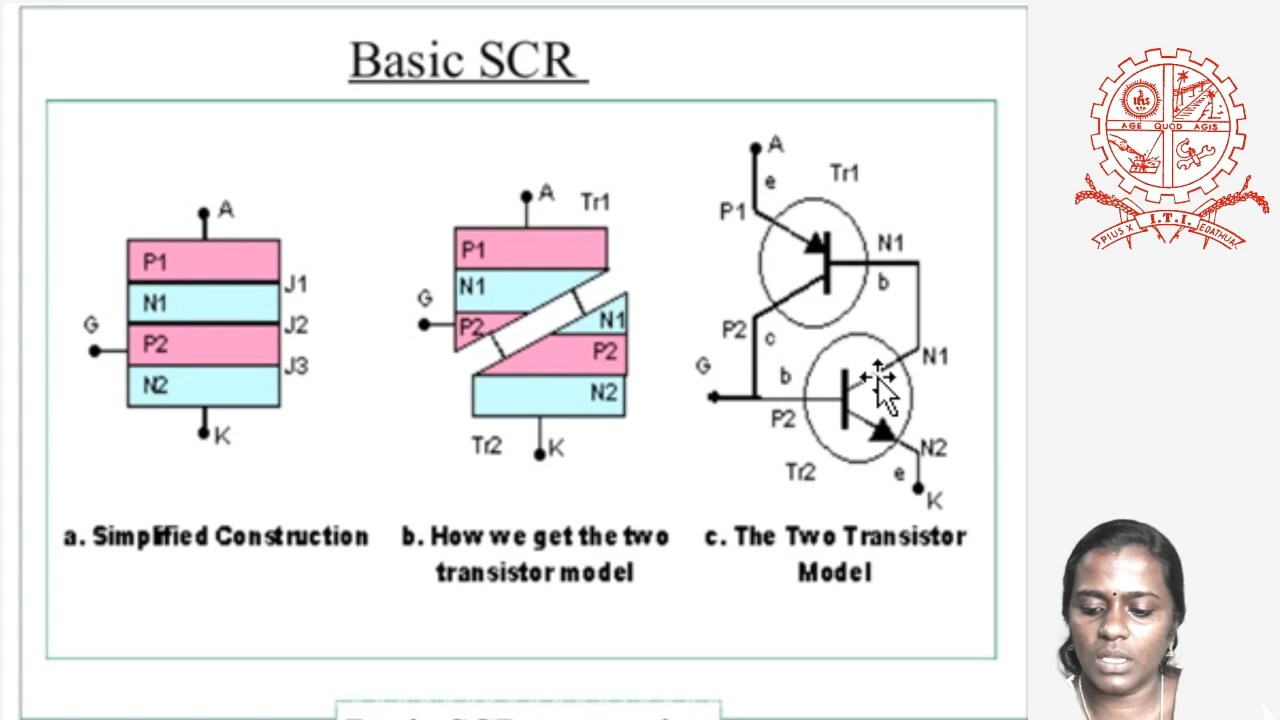 Basic SCR
A
P1
J1
N1
J2
G
P2
J3
N2
K
A
Tr1
P1
N1
G
P2
N1
P2
N2
Tr2
K
A
e
Tr1
P1
N1
b
P2
c
N1
G
b
P2
Tr2
N2
e
K
a. Simplified Construction
b. How we get the two
transistor model
c. The Two Transistor
Model
AGE QUOD AGIS
PIUS X I.T.I. EDATHUA